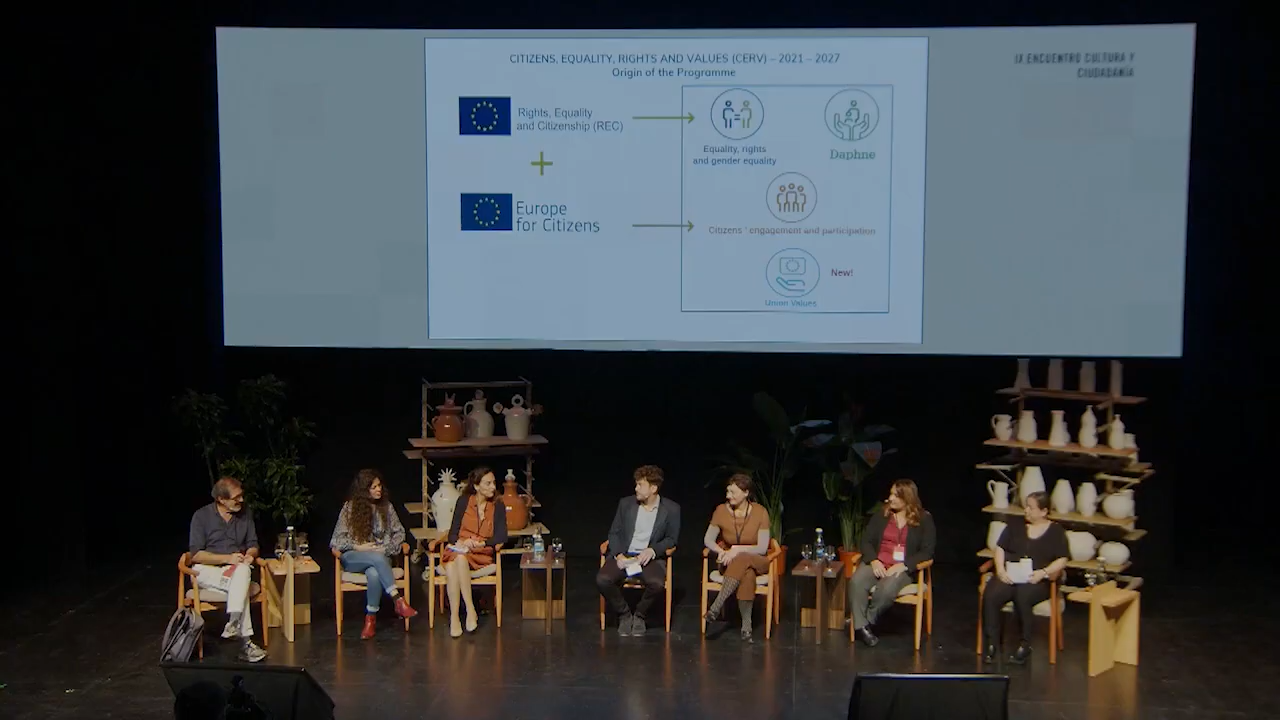 CITIZENS, EQUALITY, RIGHTS AND VALUES (CERV) – 2021 – 2027
Origin of the Programme
IX ENCUENTRO CULTURA Y
CIUDADANÍA
Rights, Equality
and Citizenship (REC)
+
Europe
for Citizens
Equality, rights
and gender equality
Daphne
Citizens' engagement and participation
New!
Union Values